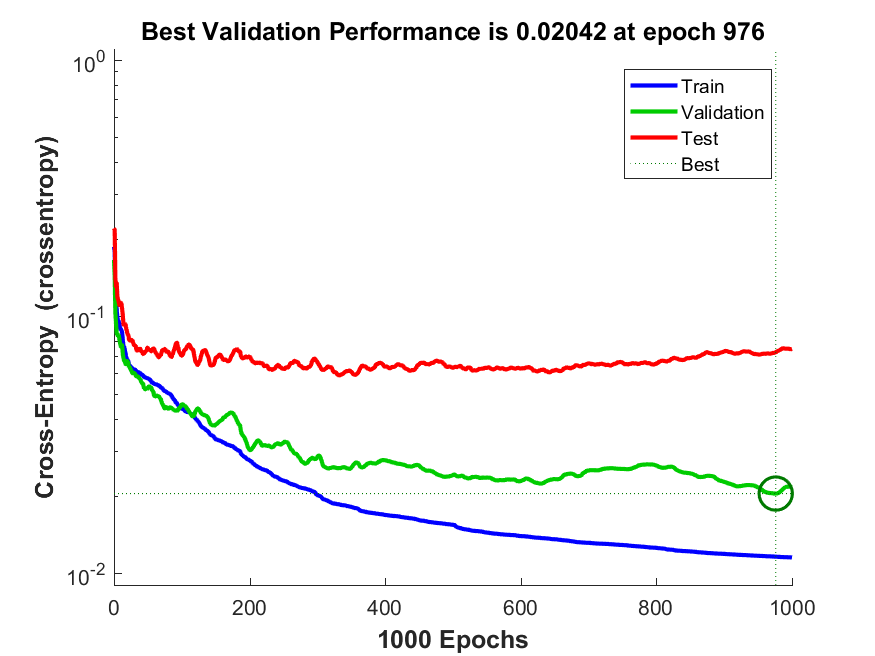 Best Validation Performance is 0.02042 at epoch 976
Cross-Entropy (crossentropy)
10^0
10^-1
10^-2
Train
Validation
Test
Best
0 200 400 600 800 1000
1000 Epochs